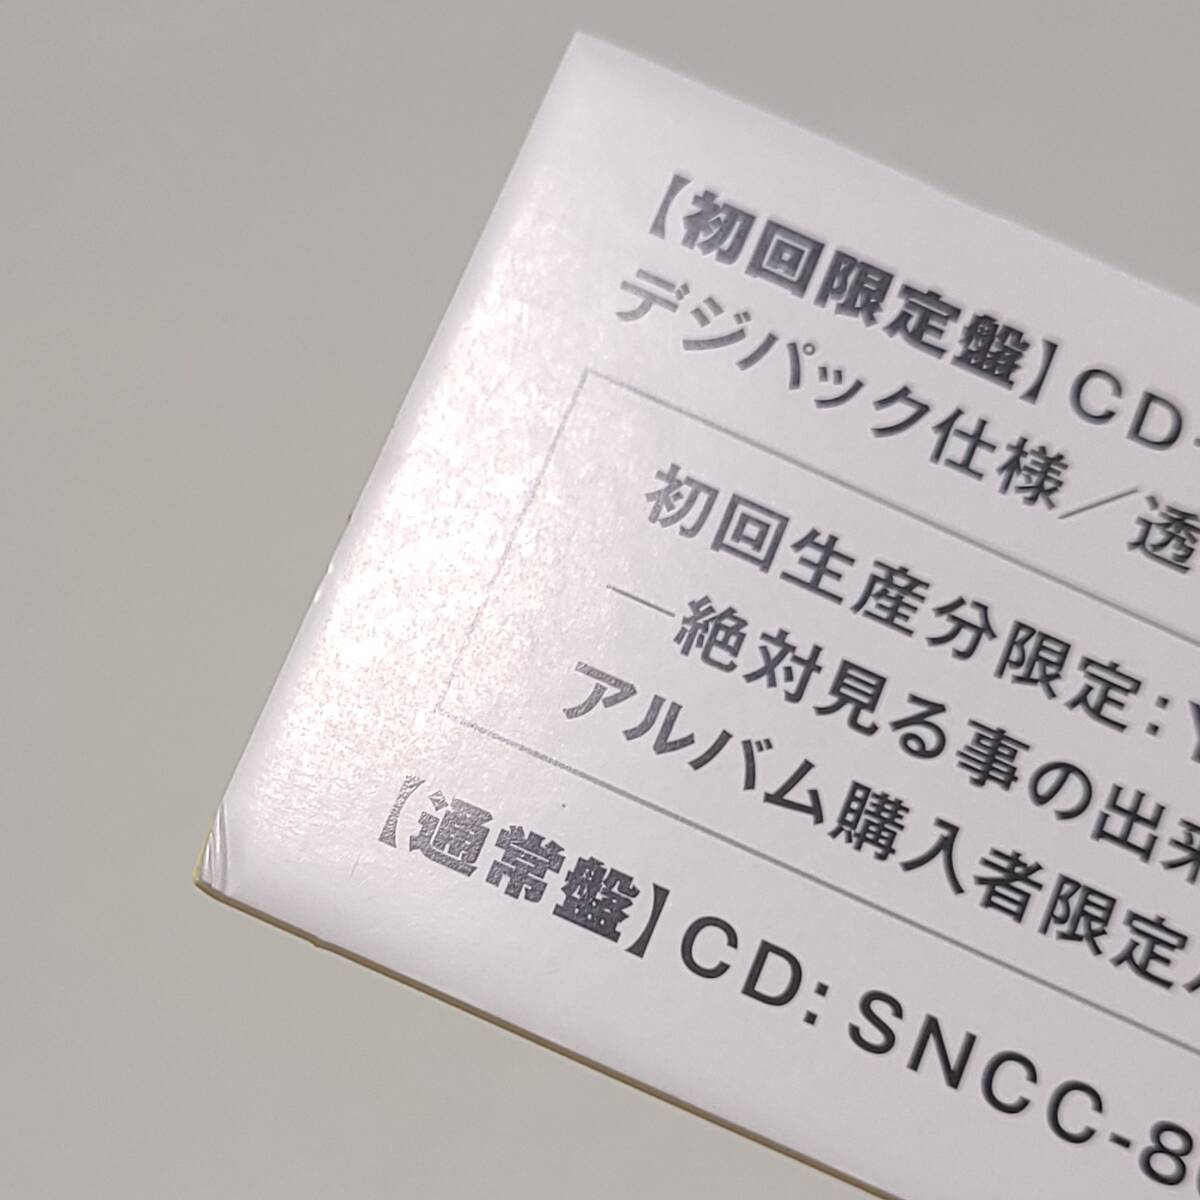 【初回限定盤】CD
デジパック仕様／透
初回生産分限定:
―絶対見る事の出来
アルバム購入者限定
【通常盤】CD:SNCC-8